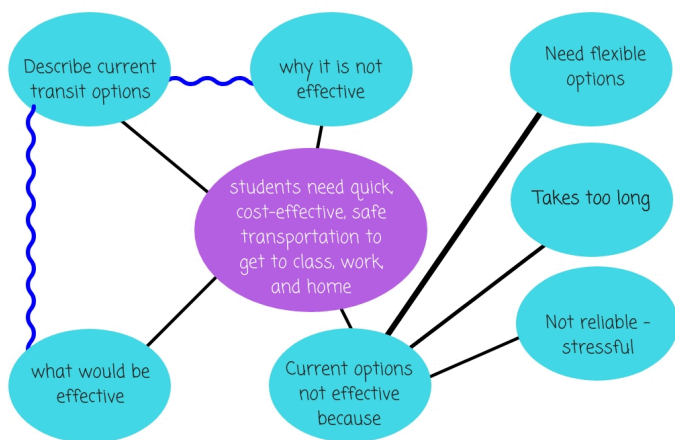 Describe current
transit options
why it is not
effective
Need flexible
options
students need quick,
cost-effective, safe
transportation to
get to class, work,
and home
Takes too long
Not reliable -
stressful
what would be
effective
Current options
not effective
because